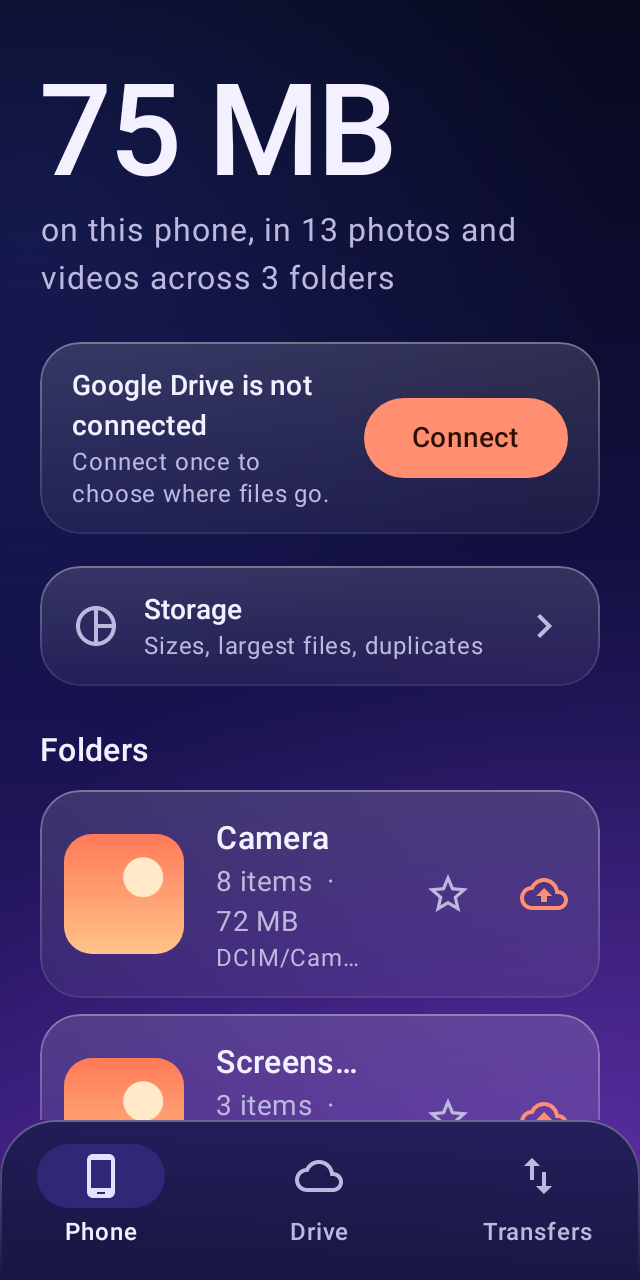 75 MB
on this phone, in 13 photos and
videos across 3 folders
Google Drive is not
connected
Connect once to
choose where files go.
Connect
Storage
Sizes, largest files, duplicates
Folders
Camera
8 items ·
72 MB
DCIM/Cam…
Screens…
3 items ·
Phone
Drive
Transfers